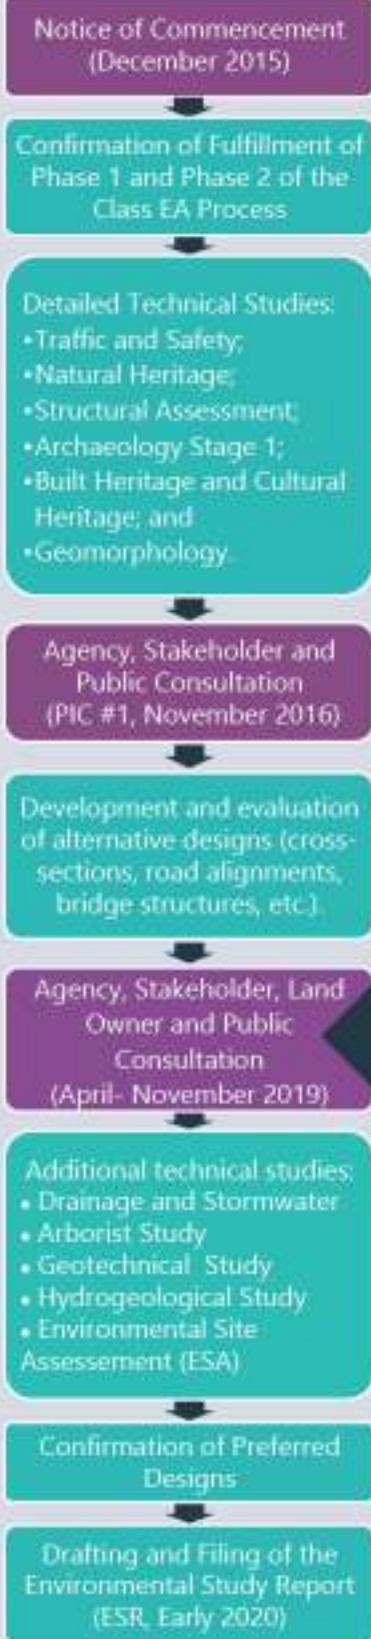 Notice of Commencement
(December 2015)
Confirmation of Fulfillment of
Phase 1 and Phase 2 of the
Class EA Process
Detailed Technical Studies:
•Traffic and Safety;
•Natural Heritage;
•Structural Assessment;
•Archaeology Stage 1;
•Built Heritage and Cultural
Heritage; and
•Geomorphology.
Agency, Stakeholder and
Public Consultation
(PIC #1, November 2016)
Development and evaluation
of alternative designs (cross-
sections, road alignments,
bridge structures, etc.).
Agency, Stakeholder, Land
Owner and Public
Consultation
(April- November 2019)
Additional technical studies:
• Drainage and Stormwater
• Arborist Study
• Geotechnical Study
• Hydrogeological Study
• Environmental Site
Assessement (ESA)
Confirmation of Preferred
Designs
Drafting and Filing of the
Environmental Study Report
(ESR, Early 2020)